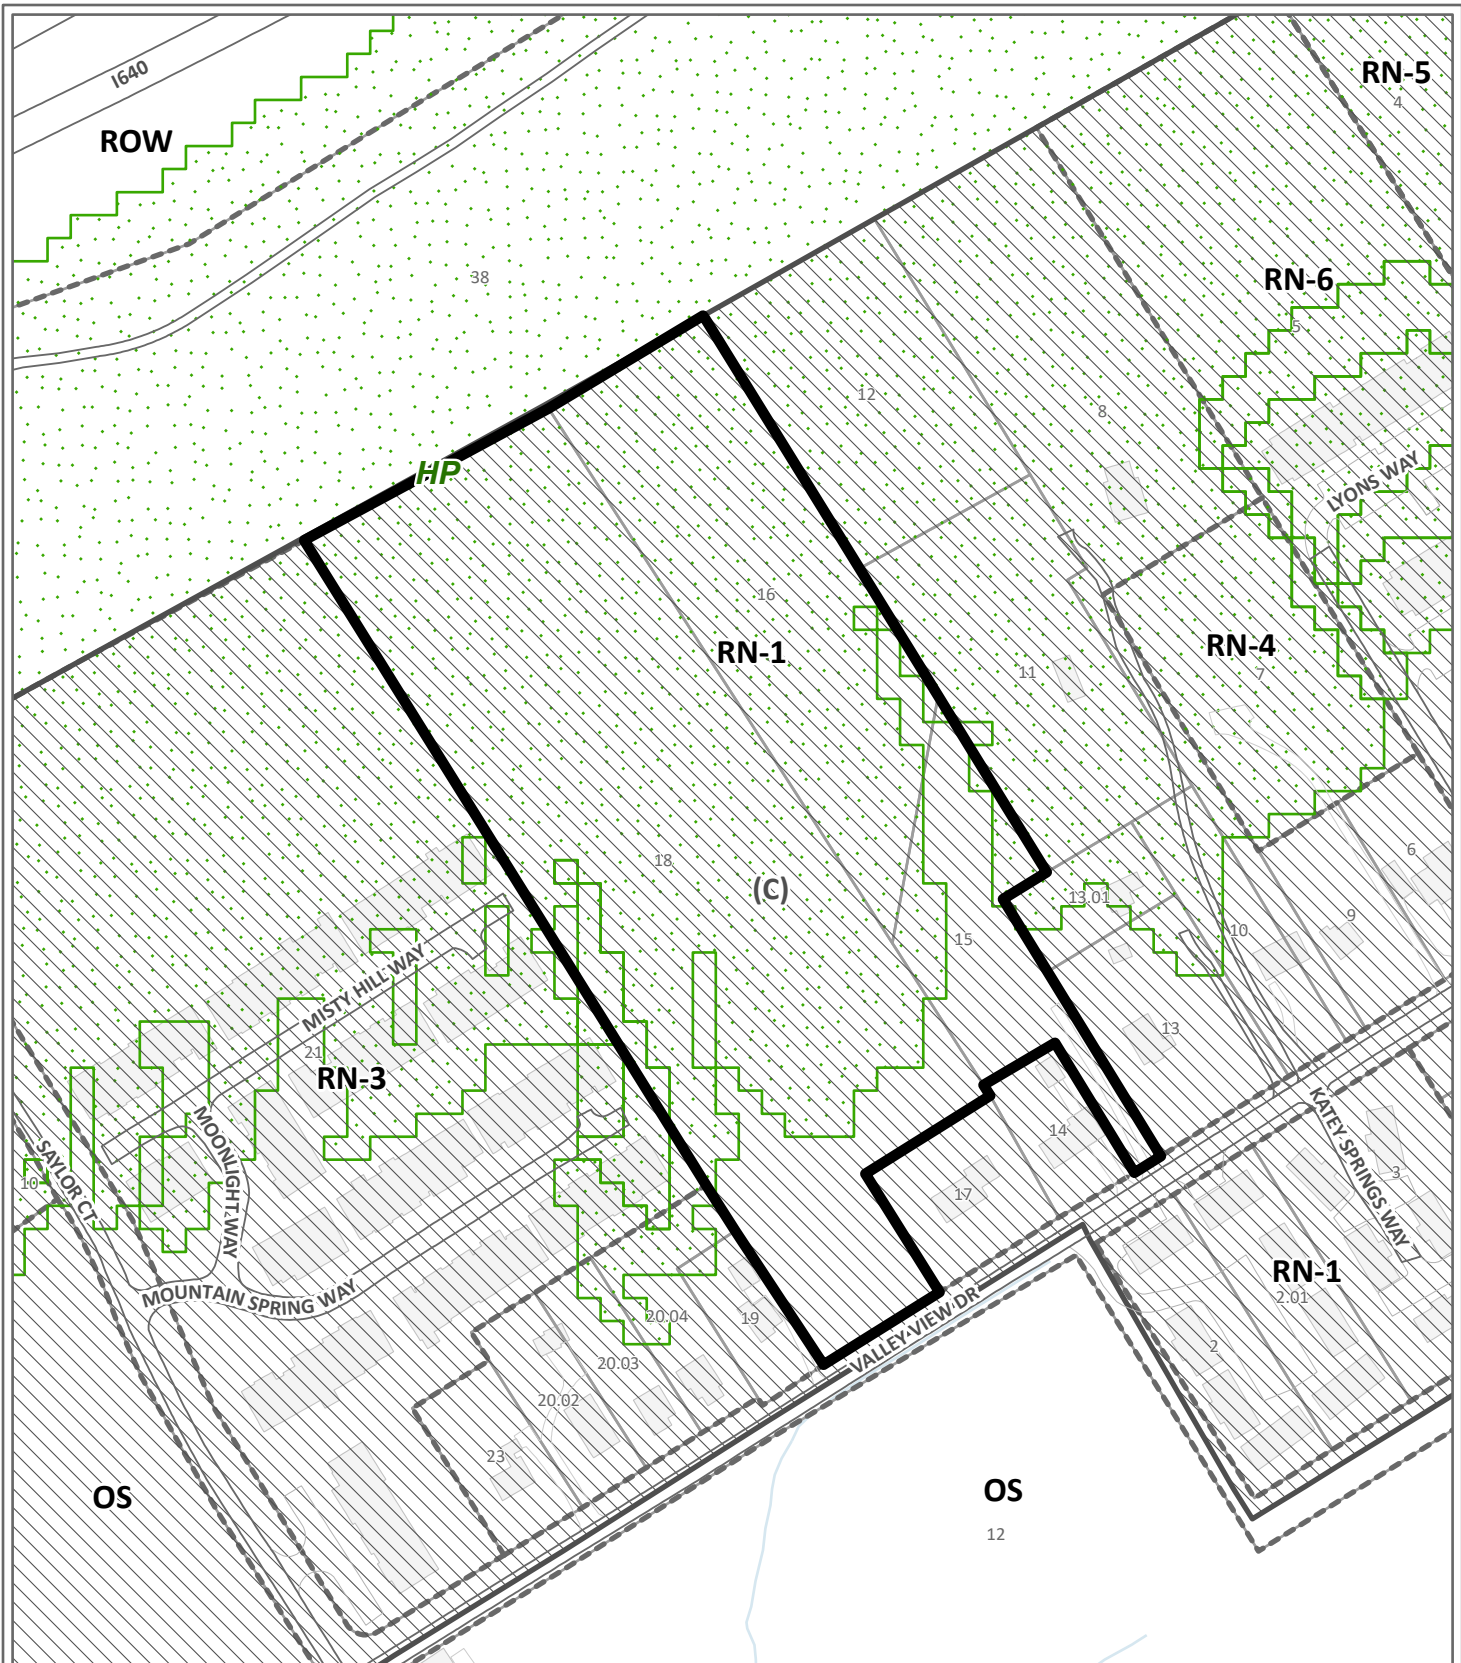 I640
RN-5
4
ROW
38
RN-6
5
12
8
HP
LYONS WAY
16
RN-1
RN-4
7
11
18
(C)
6
13.01
9
10
15
MISTY HILL WAY
13
21
RN-3
MOONLIGHT WAY
KATEY SPRINGS WAY
14
SAYLOR CT
10
3
17
RN-1
2.01
MOUNTAIN SPRING WAY
VALLEY VIEW DR
20.04
19
2
20.03
20.02
23
OS
OS
12